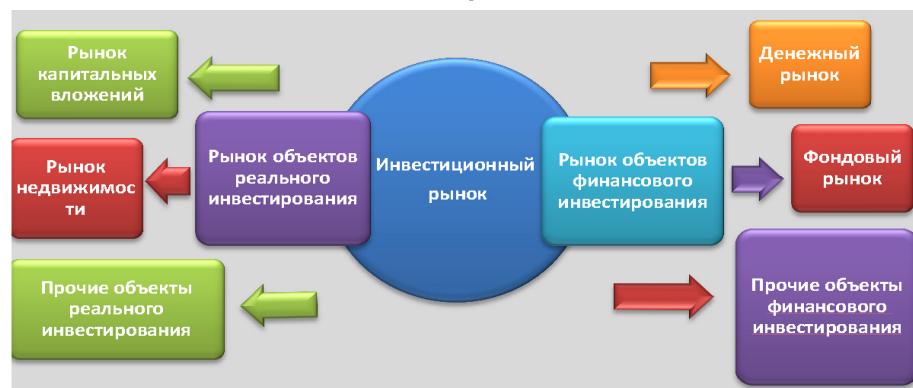 Рынок
капитальных
вложений
Рынок
недвижимос
ти
Прочие объекты
реального
инвестирования
Рынок объектов
реального
инвестирования
Инвестиционный
рынок
Рынок объектов
финансового
инвестирования
Денежный
рынок
Фондовый
рынок
Прочие объекты
финансового
инвестирования